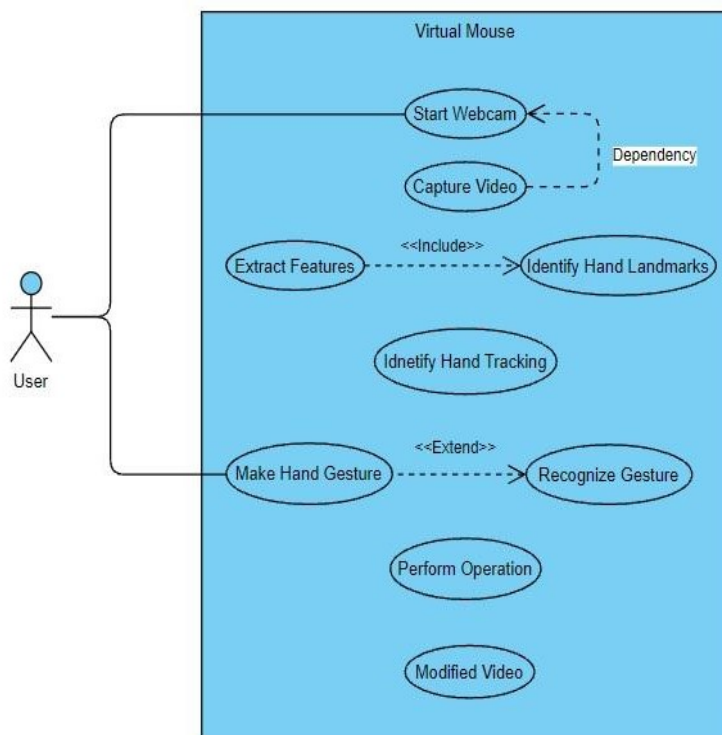 Virtual Mouse
Start Webcam
Dependency
Capture Video
<<Include>>
Extract Features
Identify Hand Landmarks
User
Idnetify Hand Tracking
<<Extend>>
Make Hand Gesture
Recognize Gesture
Perform Operation
Modified Video